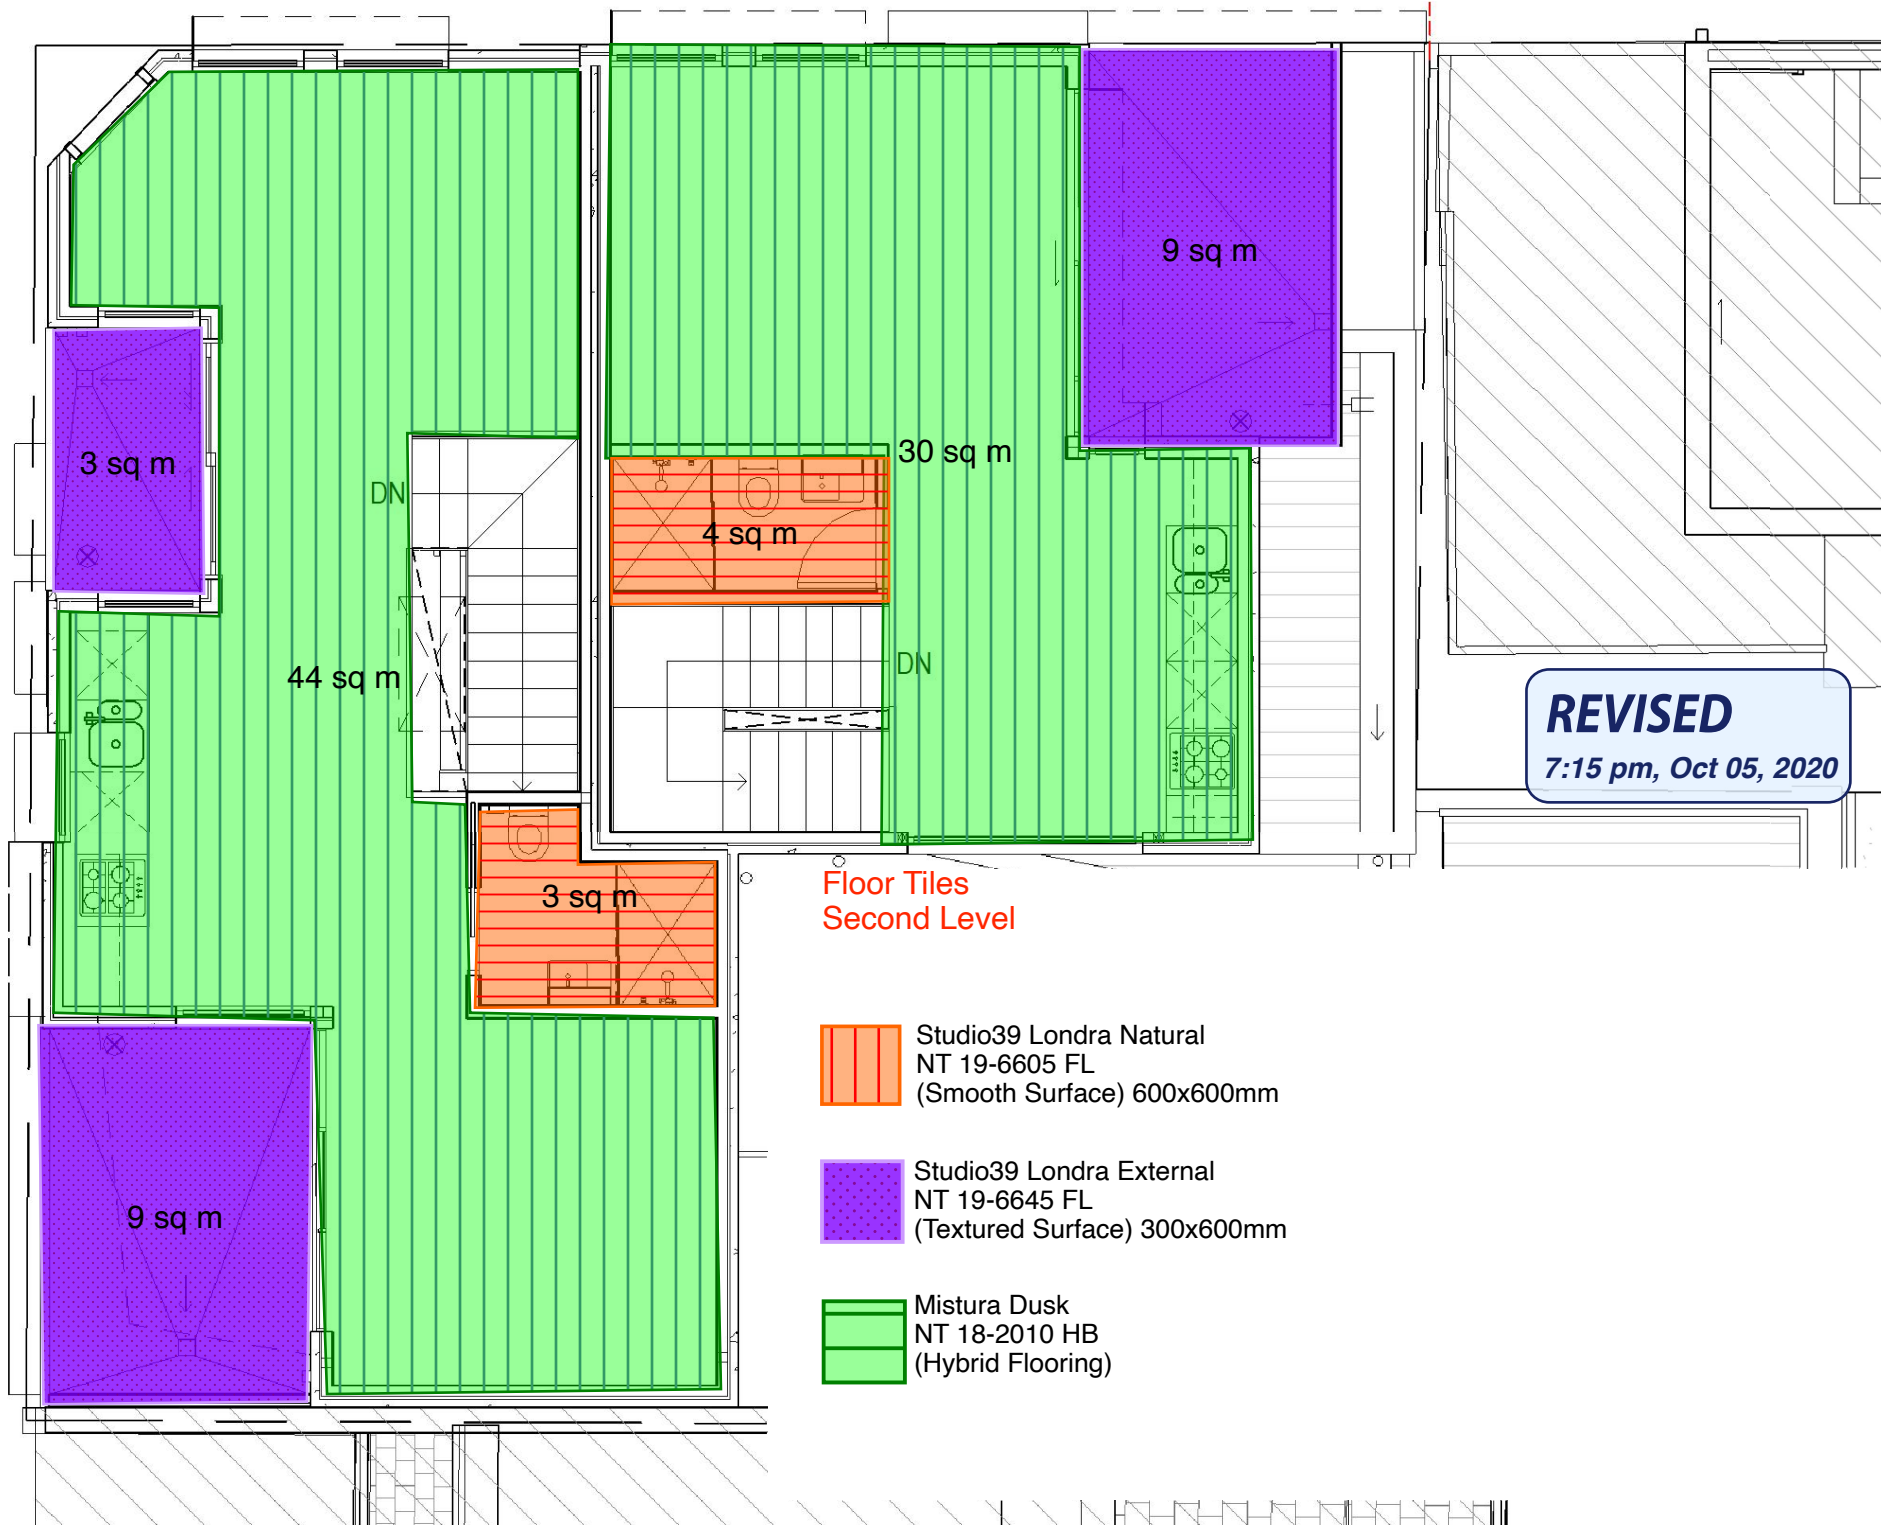 9 sq m
3 sq m
30 sq m
DN
4 sq m
44 sq m
DN
REVISED
7:15 pm, Oct 05, 2020
3 sq m
Floor Tiles
Second Level
Studio39 Londra Natural
NT 19-6605 FL
(Smooth Surface) 600x600mm
Studio39 Londra External
NT 19-6645 FL
(Textured Surface) 300x600mm
9 sq m
Mistura Dusk
NT 18-2010 HB
(Hybrid Flooring)